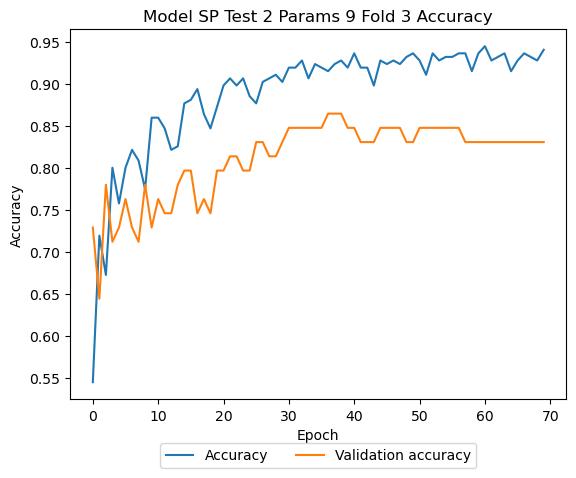 Model SP Test 2 Params 9 Fold 3 Accuracy
0.95
0.90
0.85
0.80
0.75
0.70
0.65
0.60
0.55
Accuracy
0 10 20 30 40 50 60 70
Epoch
Accuracy Validation accuracy